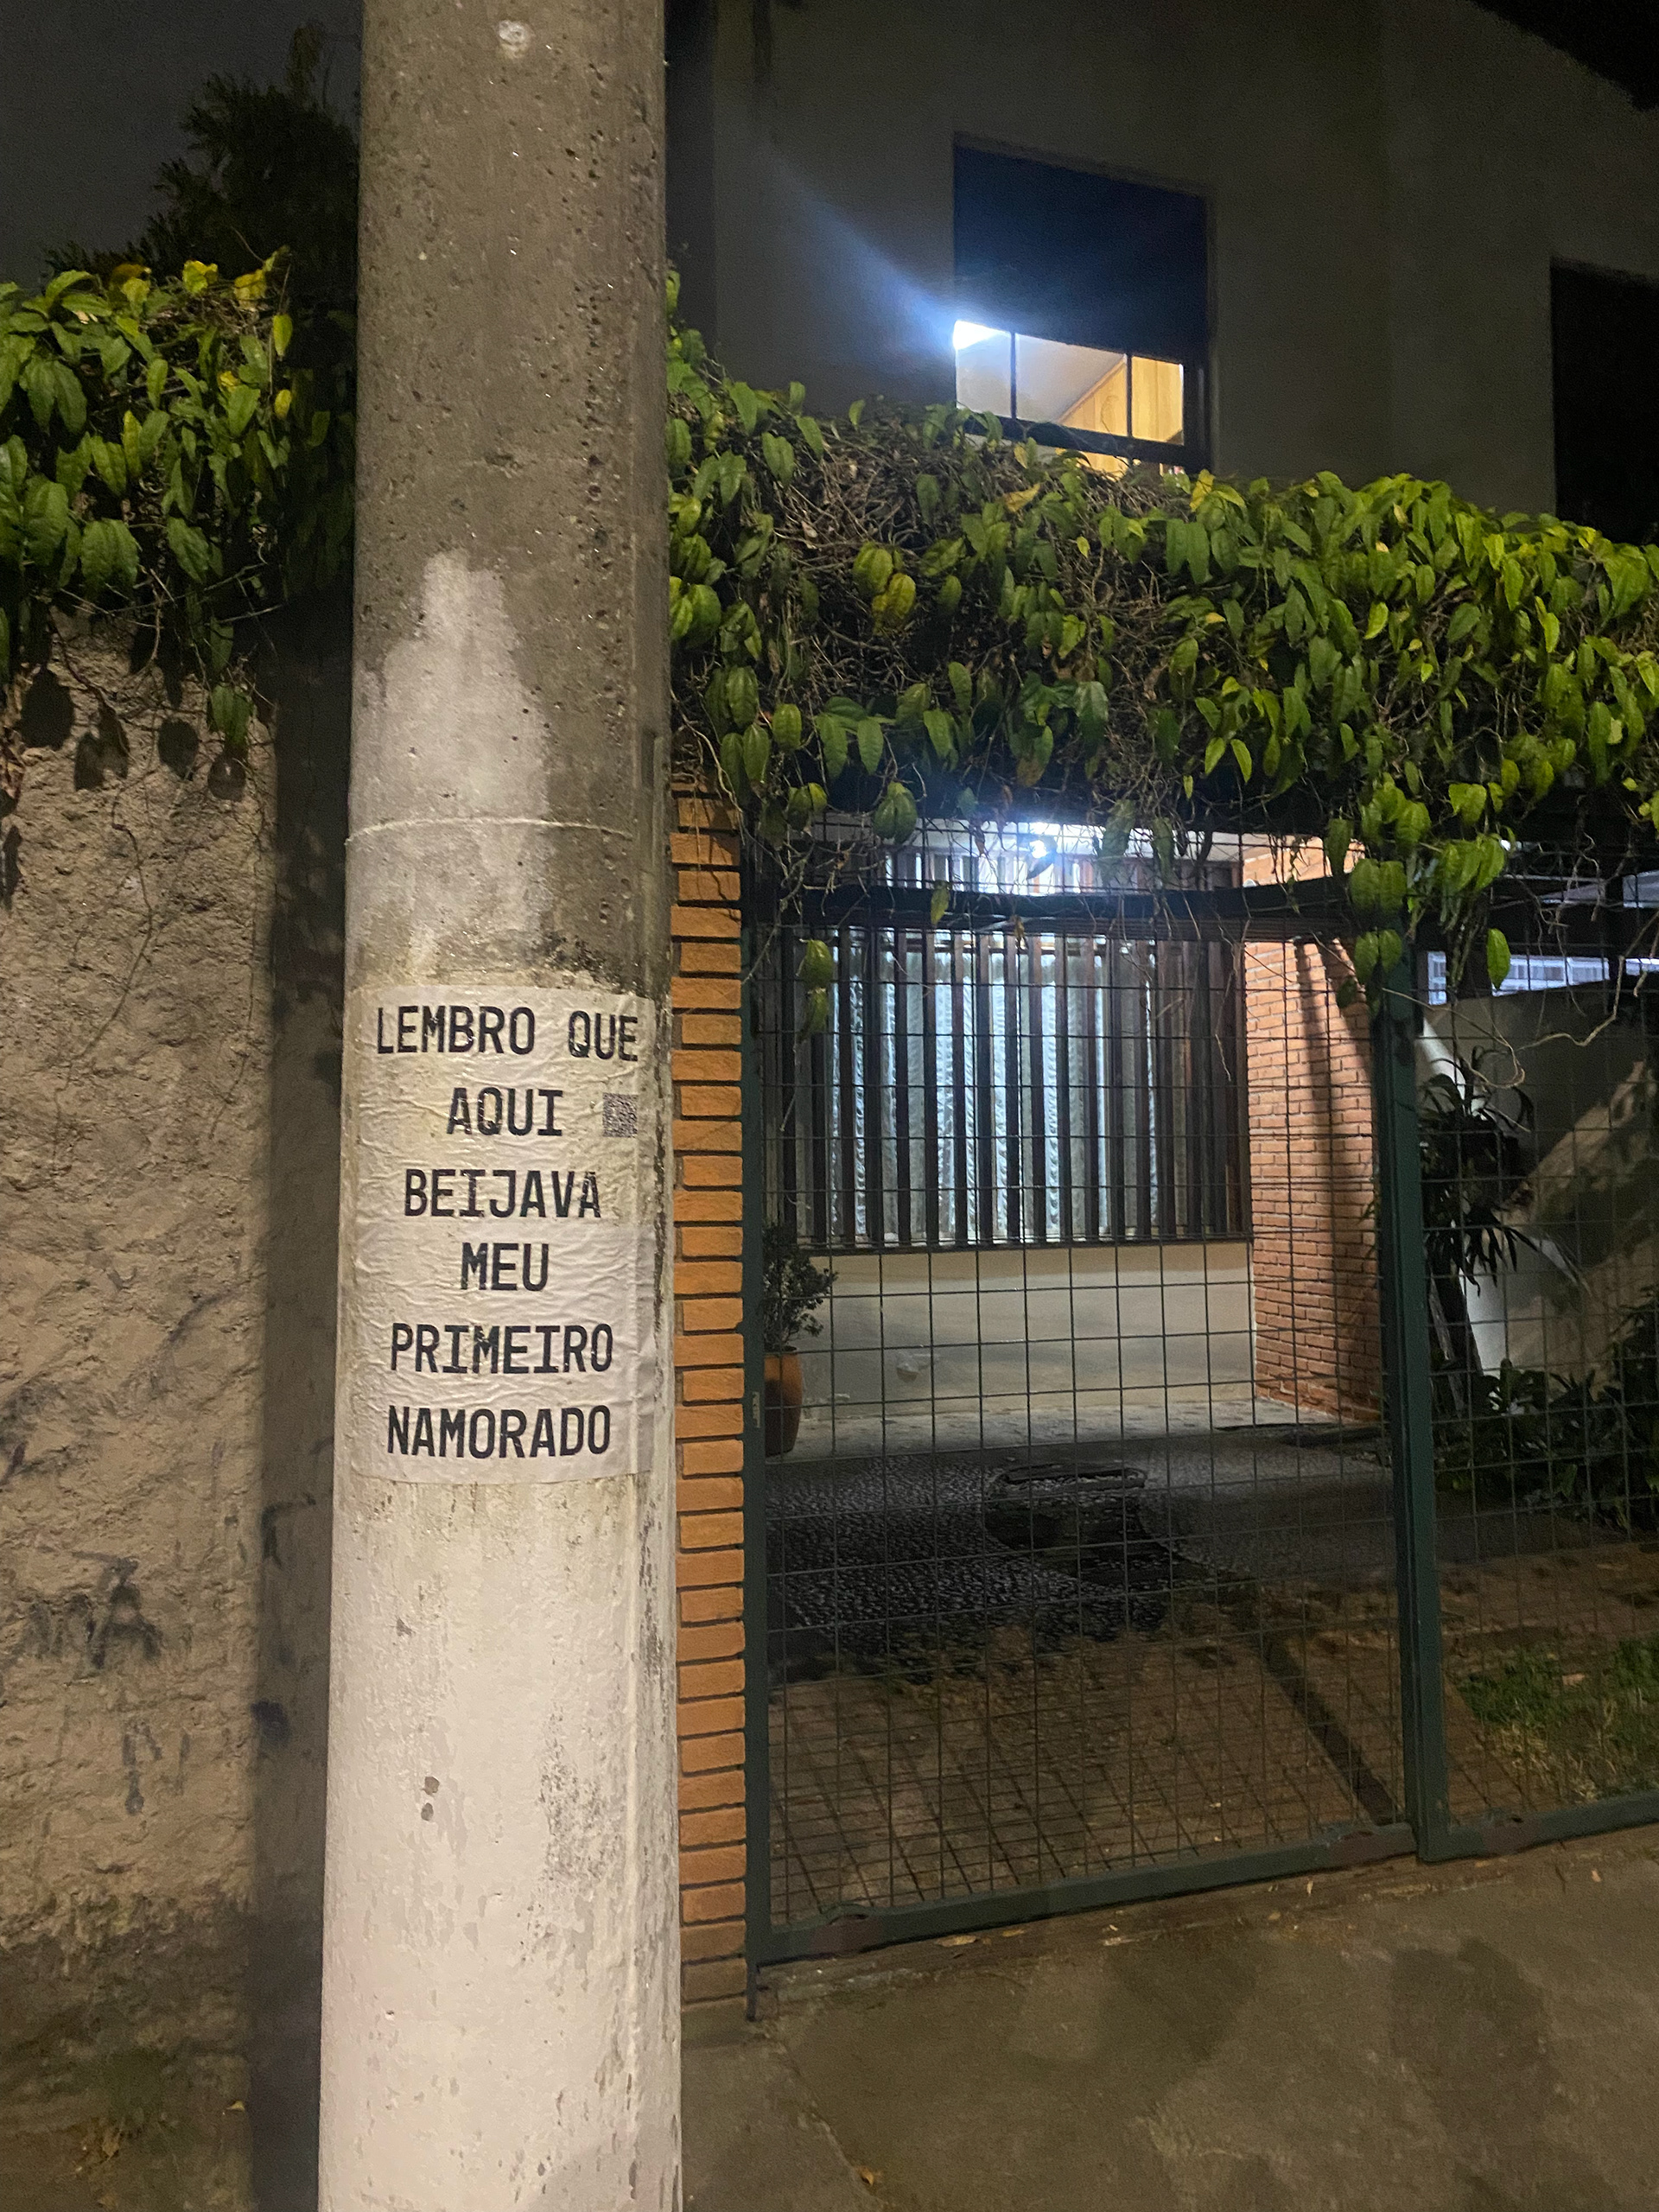 LEMBRO QUE
AQUI
BEIJAVA
MEU
PRIMEIRO
NAMORADO